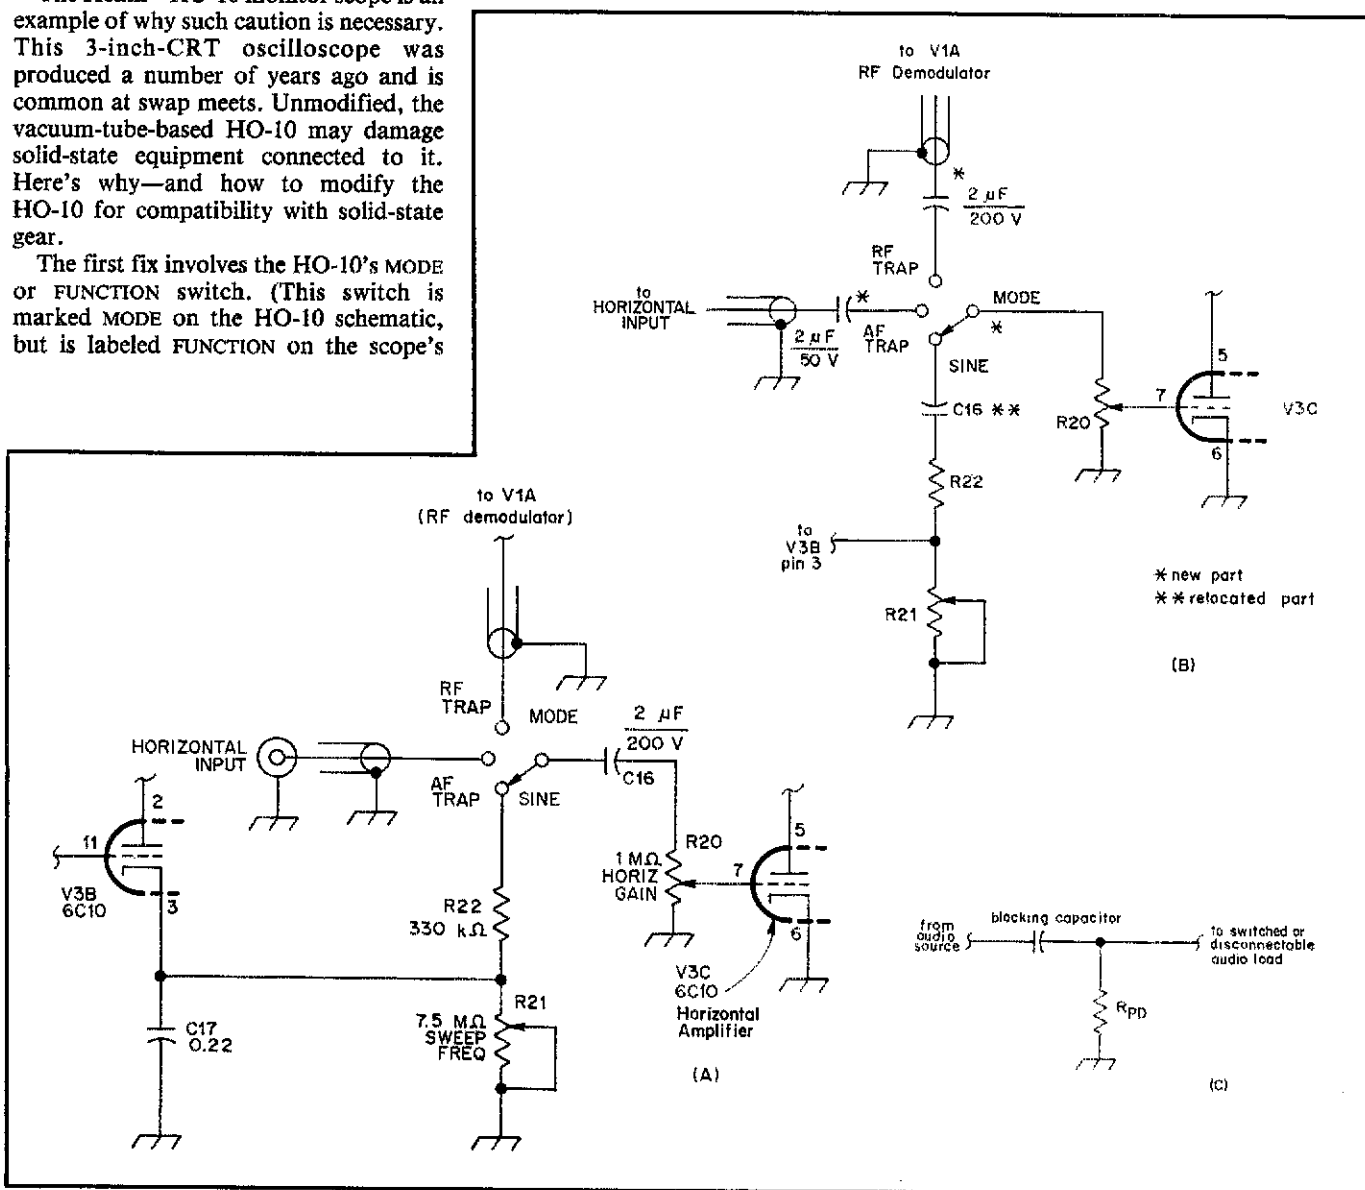 example of why such caution is necessary.
This 3-inch-CRT oscilloscope was
produced a number of years ago and is
common at swap meets. Unmodified, the
vacuum-tube-based HO-10 may damage
solid-state equipment connected to it.
Here's why—and how to modify the
HO-10 for compatibility with solid-state
gear.
The first fix involves the HO-10's MODE
or FUNCTION switch. (This switch is
marked MODE on the HO-10 schematic,
but is labeled FUNCTION on the scope's
to V1A
RF Demodulator
*
2 µF
200 V
RF
TRAP
to
HORIZONTAL
INPUT
*
2 µF
50 V
AF
TRAP
MODE
*
SINE
C16 **
R22
to
V3B
pin 3
R21
R20
7
5
6
V3C
* new part
** relocated part
(B)
to V1A
(RF demodulator)
RF
TRAP
MODE
HORIZONTAL
INPUT
AF
TRAP
SINE
2 µF
200 V
C16
11
2
3
V3B
6C10
R22
330 kΩ
R20
1 MΩ
HORIZ
GAIN
7
5
6
V3C
6C10
Horizontal
Amplifier
C17
0.22
R21
7.5 MΩ
SWEEP
FREQ
(A)
from
audio
source
blocking capacitor
to switched or
disconnectable
audio load
RPD
(C)